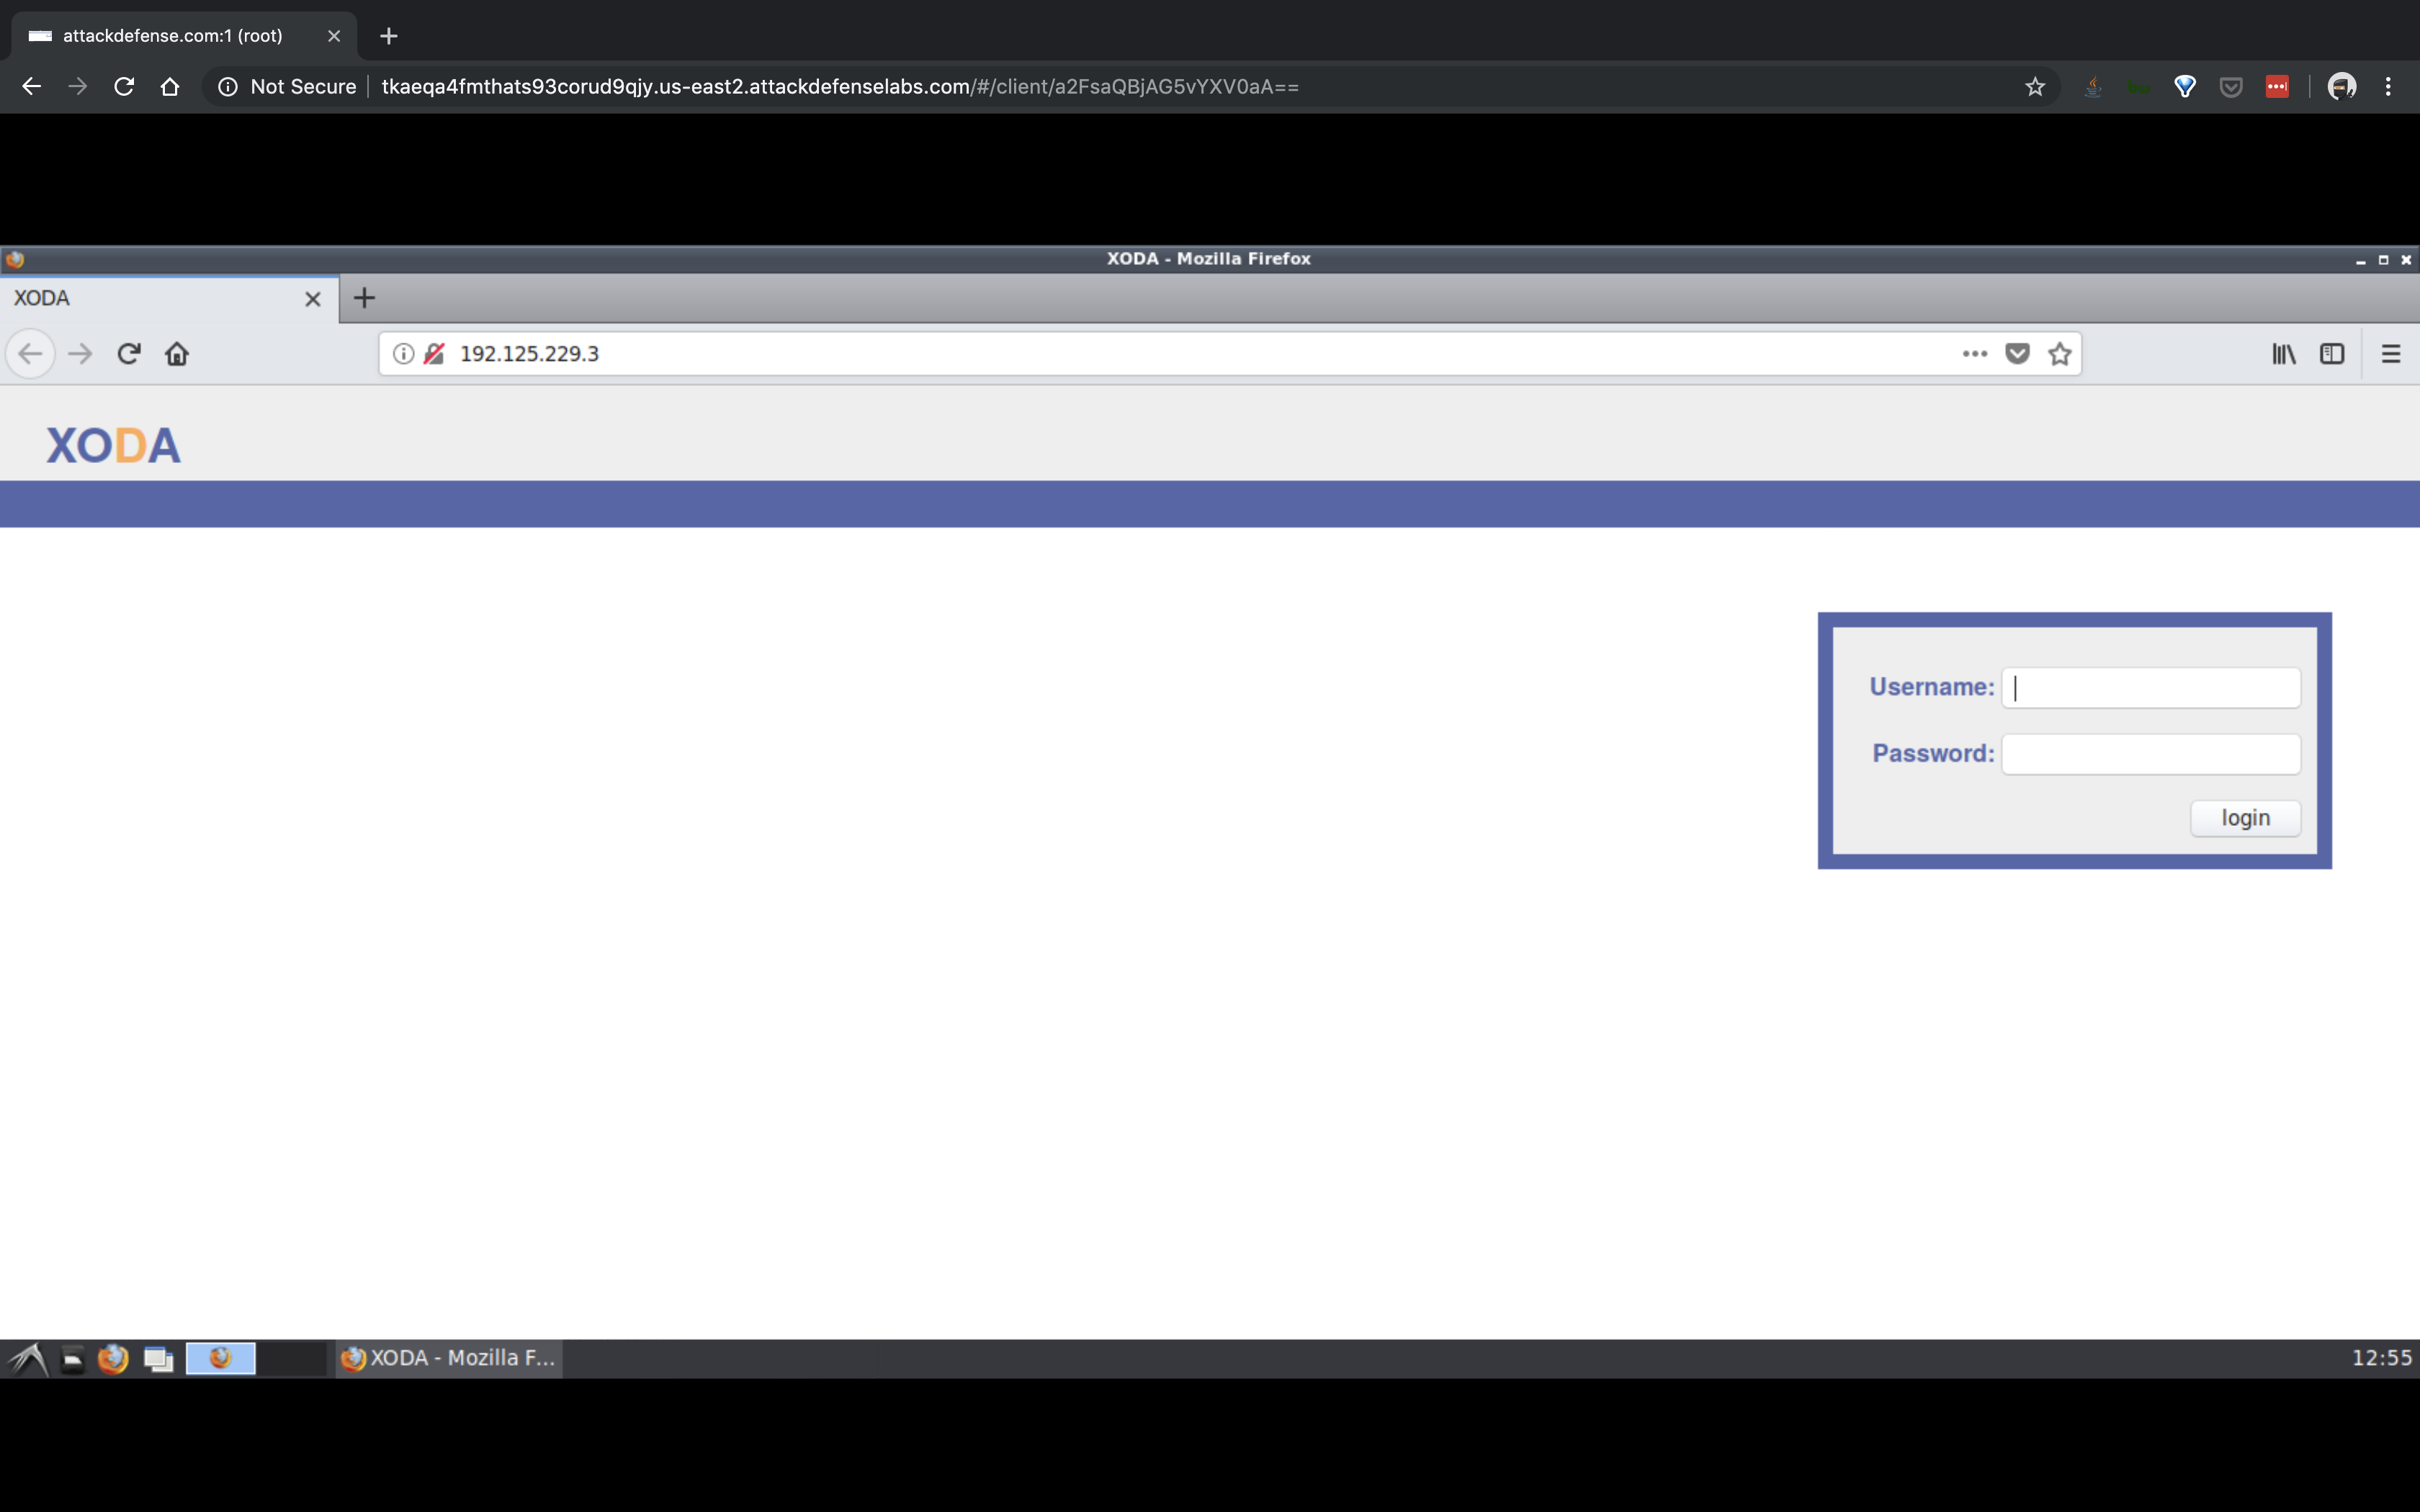 attackdefense.com:1 (root)
Not Secure tkaeqa4fmthats93corud9qjy.us-east2.attackdefenselabs.com/#/client/a2FsaQBjAG5vYXV0aA==
XODA - Mozilla Firefox
XODA
192.125.229.3
XODA
Username:
Password:
login
XODA - Mozilla F...
12:55